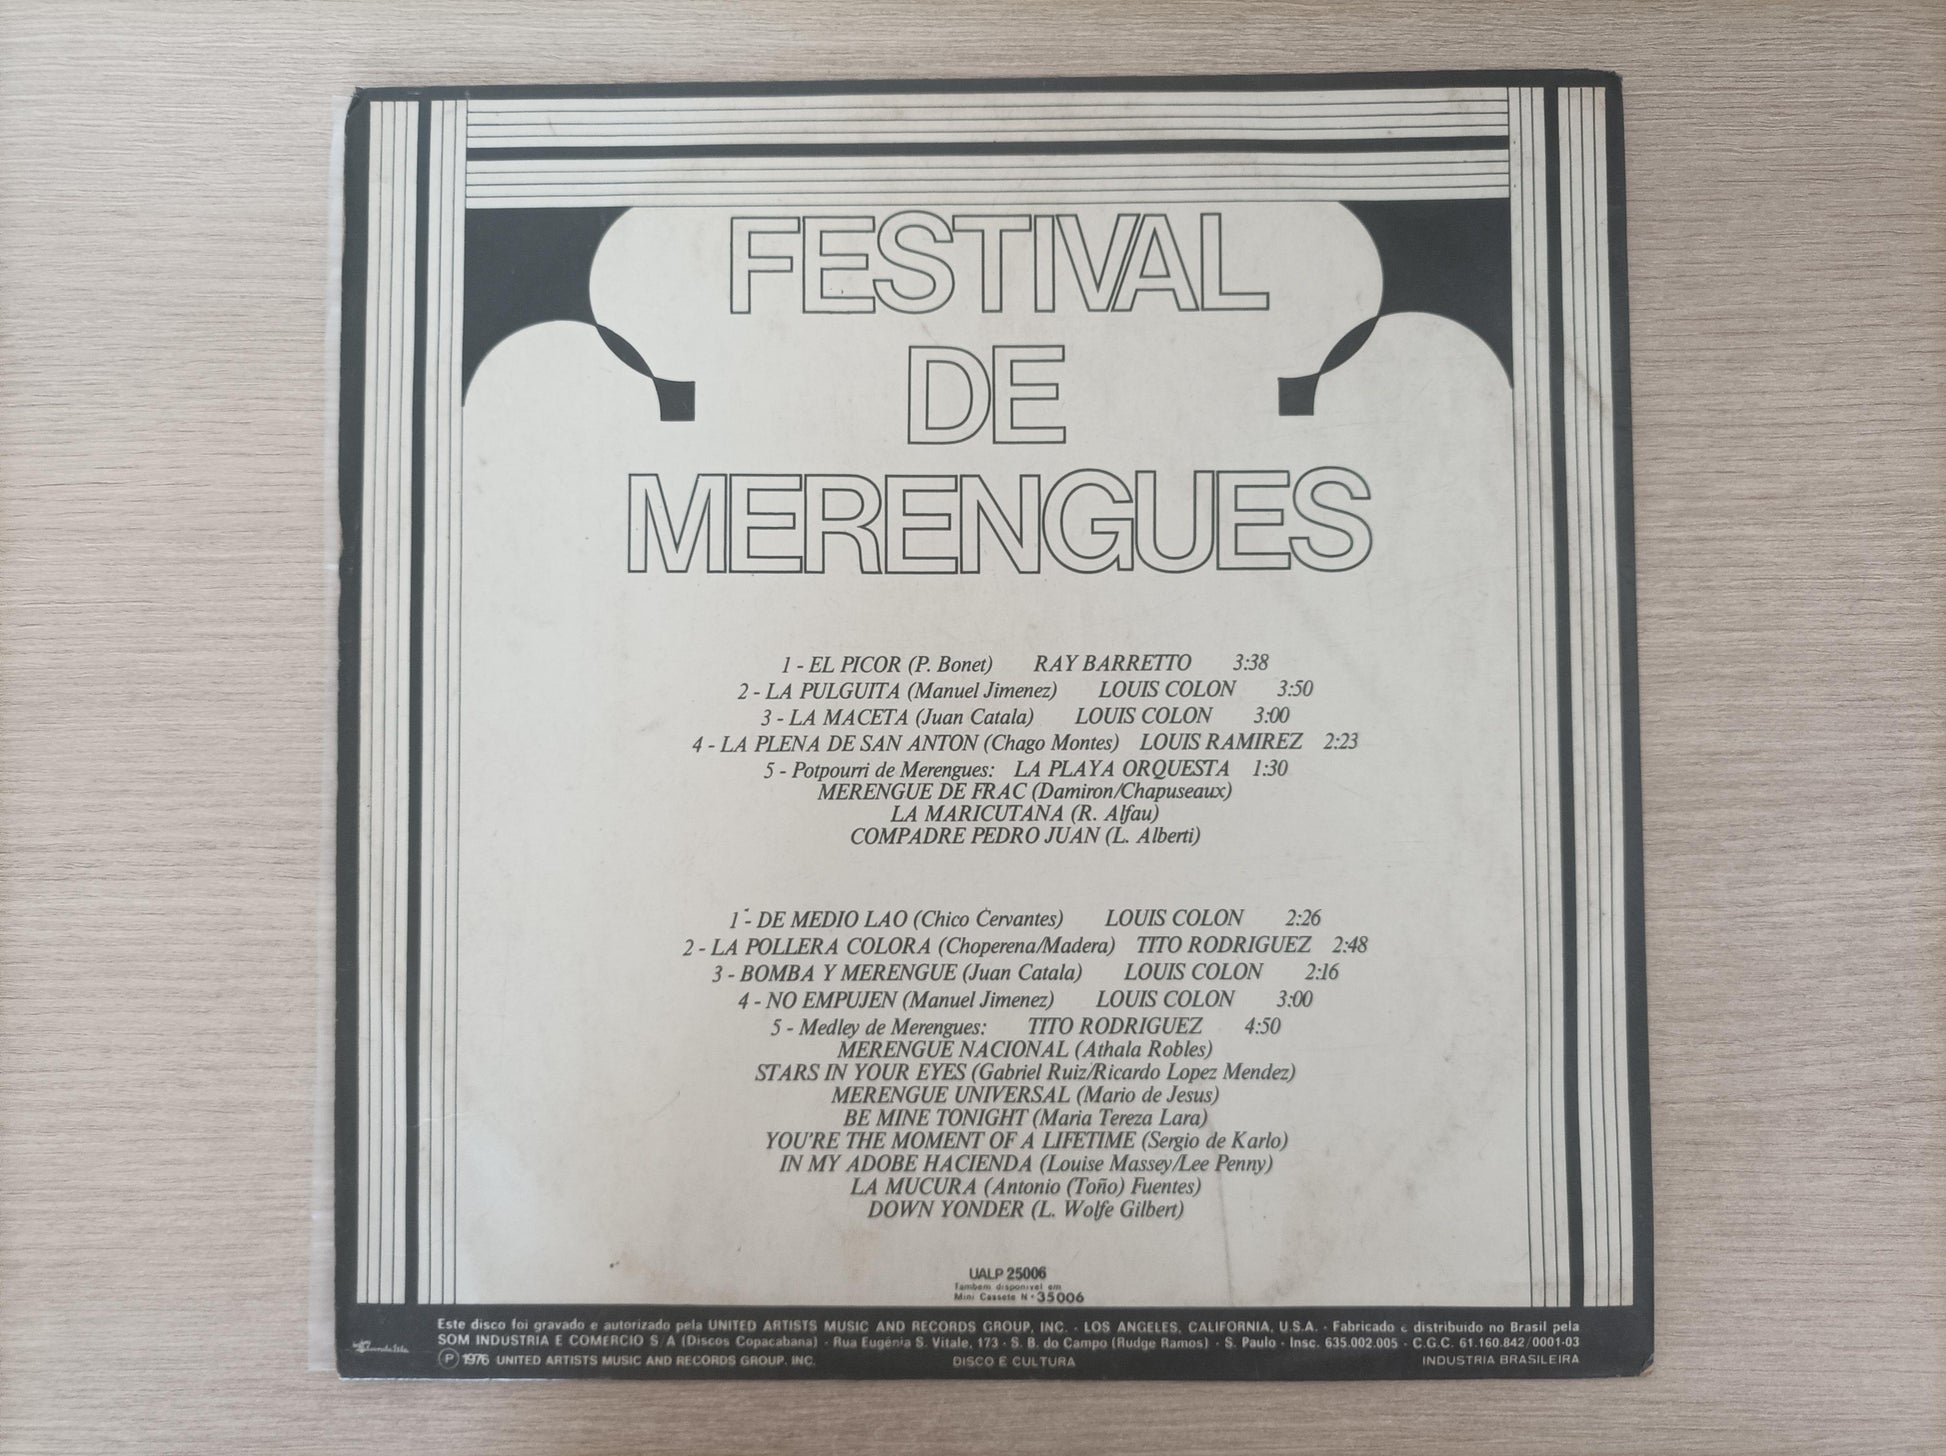 FESTIVAL
DE
MERENGUES
1 - EL PICOR (P. Bonet) RAY BARRETTO 3:38
2 - LA PULGUITA (Manuel Jimenez) LOUIS COLON 3:50
3 - LA MACETA (Juan Catala) LOUIS COLON 3:00
4 - LA PLENA DE SAN ANTON (Chago Montes) LOUIS RAMIREZ 2:23
5 - Potpourri de Merengues: LA PLAYA ORQUESTA 1:30
MERENGUE DE FRAC (Damiron/Chapuseaux)
LA MARICUTANA (R. Alfau)
COMPADRE PEDRO JUAN (L. Alberti)
1 - DE MEDIO LAO (Chico Cervantes) LOUIS COLON 2:26
2 - LA POLLERA COLORA (Choperena/Madera) TITO RODRIGUEZ 2:48
3 - BOMBA Y MERENGUE (Juan Catala) LOUIS COLON 2:16
4 - NO EMPUJEN (Manuel Jimenez) LOUIS COLON 3:00
5 - Medley de Merengues: TITO RODRIGUEZ 4:50
MERENGUE NACIONAL (Athala Robles)
STARS IN YOUR EYES (Gabriel Ruiz/Ricardo Lopez Mendez)
MERENGUE UNIVERSAL (Mario de Jesus)
BE MINE TONIGHT (Maria Tereza Lara)
YOU'RE THE MOMENT OF A LIFETIME (Sergio de Karlo)
IN MY ADOBE HACIENDA (Louise Massey/Lee Penny)
LA MUCURA (Antonio (Toño) Fuentes)
DOWN YONDER (L. Wolfe Gilbert)
UALP 25006
Tambem disponivel em
Mini Cassete Nº 35006
Este disco foi gravado e autorizado pela UNITED ARTISTS MUSIC AND RECORDS GROUP, INC. - LOS ANGELES, CALIFORNIA, U.S.A. - Fabricado e distribuido no Brasil pela
SOM INDUSTRIA E COMERCIO S/A (Discos Copacabana) - Rua Eugênia S. Vitale, 173 - S. B. do Campo (Rudge Ramos) - S. Paulo - Insc. 635.002.005 - C.G.C. 61.160.842/0001-03
Ⓟ 1976 UNITED ARTISTS MUSIC AND RECORDS GROUP, INC. DISCO E CULTURA INDUSTRIA BRASILEIRA